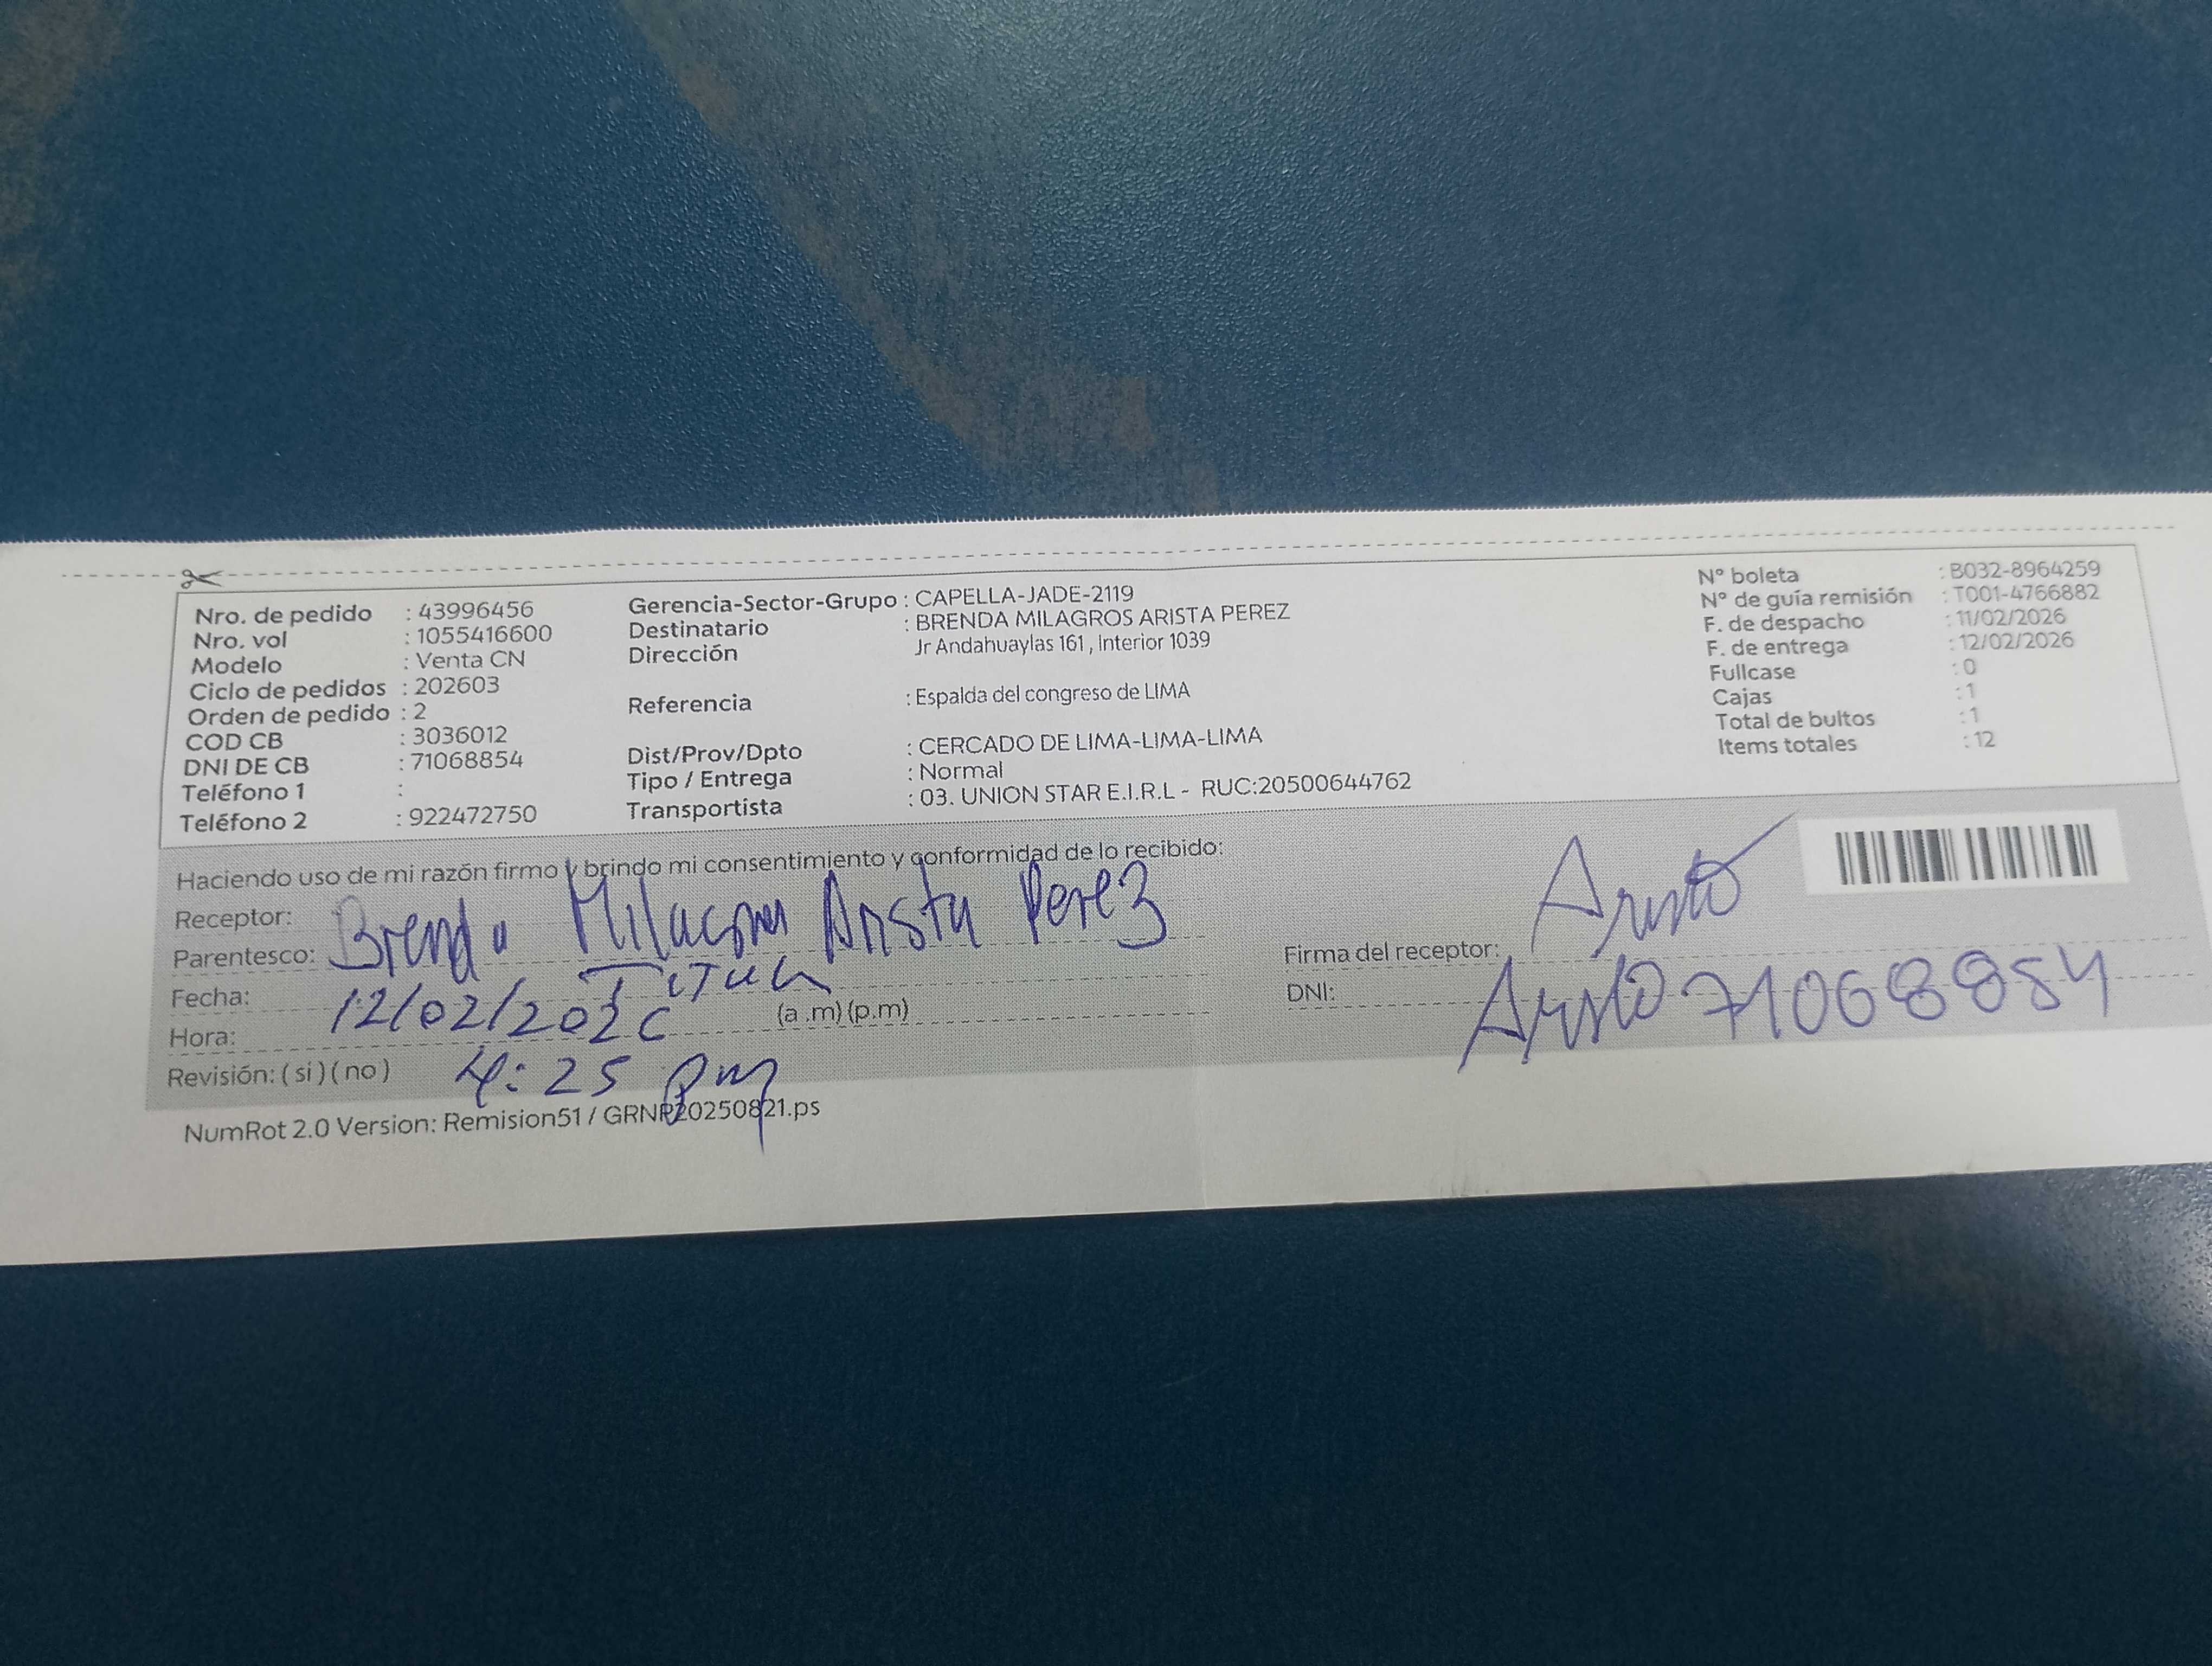 Nro. de pedido : 43996456
Nro. vol : 1055416600
Modelo : Venta CN
Ciclo de pedidos : 202603
Orden de pedido : 2
COD CB : 3036012
DNI DE CB : 71068854
Teléfono 1 :
Teléfono 2 : 922472750
Gerencia-Sector-Grupo : CAPELLA-JADE-2119
Destinatario : BRENDA MILAGROS ARISTA PEREZ
Dirección Jr Andahuaylas 161 , Interior 1039
Referencia : Espalda del congreso de LIMA
Dist/Prov/Dpto : CERCADO DE LIMA-LIMA-LIMA
Tipo / Entrega : Normal
Transportista : 03. UNION STAR E.I.R.L - RUC:20500644762
N° boleta : B032-8964259
N° de guía remisión : T001-4766882
F. de despacho : 11/02/2026
F. de entrega : 12/02/2026
Fullcase : 0
Cajas : 1
Total de bultos : 1
Items totales : 12
Haciendo uso de mi razón firmo y brindo mi consentimiento y conformidad de lo recibido:
Receptor: Brenda Milagros Arista Perez
Parentesco:
Fecha: 12/02/2026
Hora: (a .m) (p.m)
Revisión: ( si ) ( no ) 4:25 pm
Firma del receptor:
DNI: 71068854
NumRot 2.0 Version: Remision51 / GRNP20250821.ps